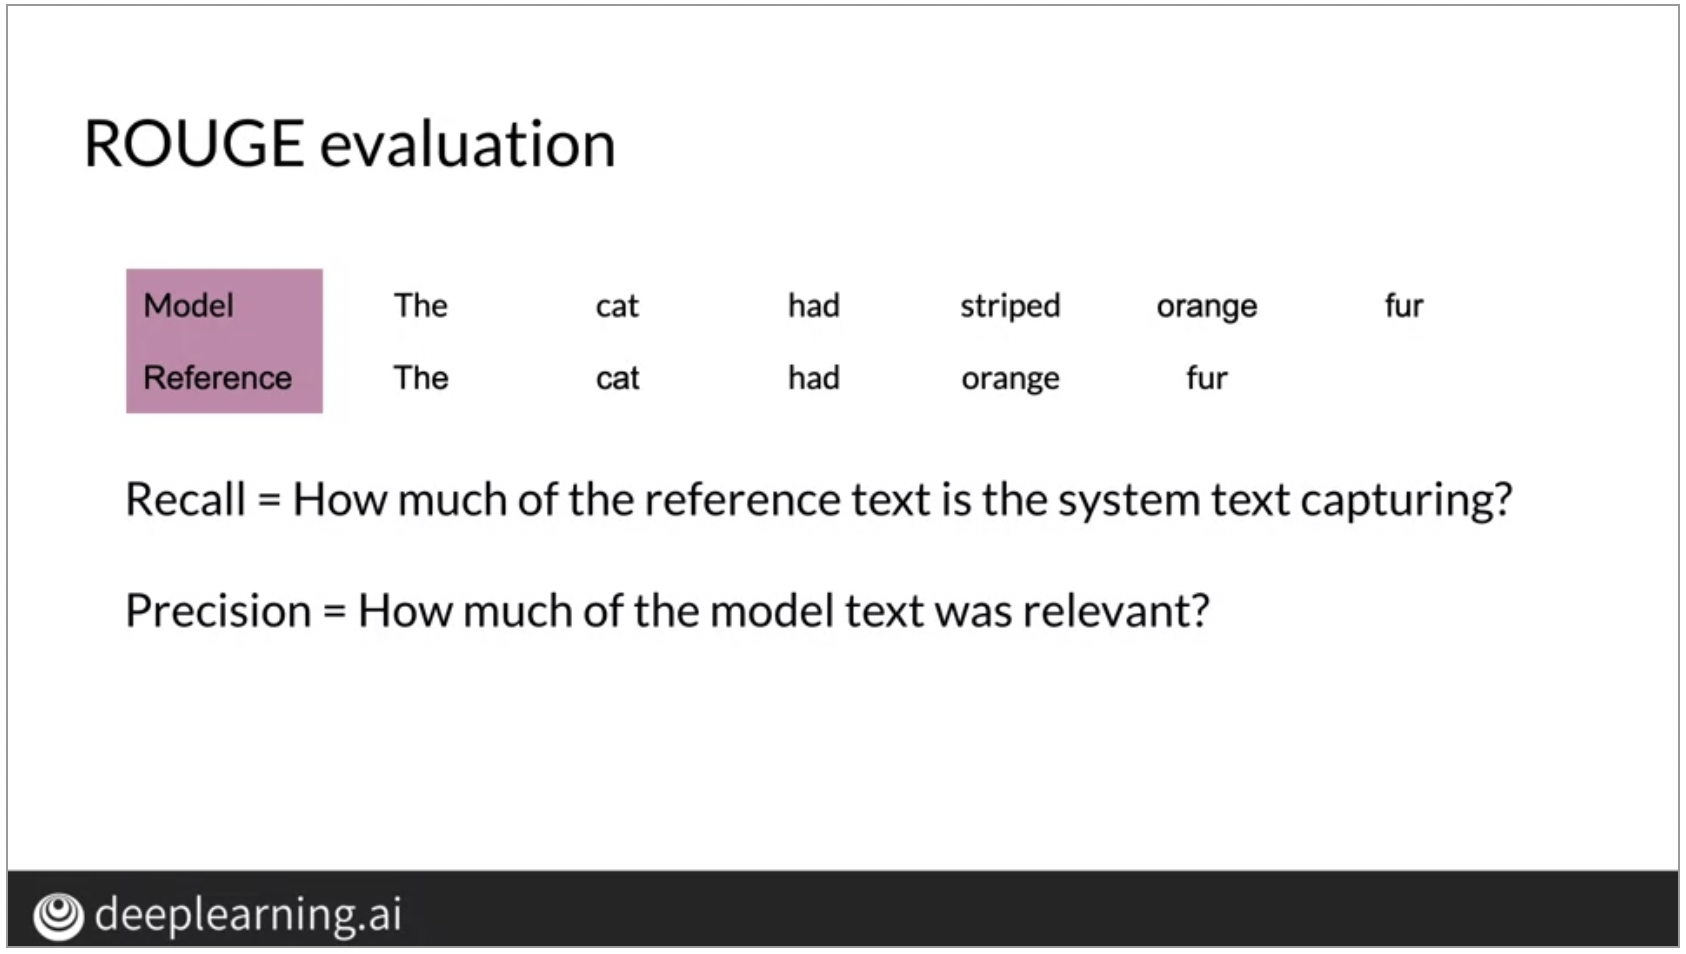 ROUGE evaluation
Model The cat had striped orange fur
Reference The cat had orange fur
Recall = How much of the reference text is the system text capturing?
Precision = How much of the model text was relevant?
deeplearning.ai